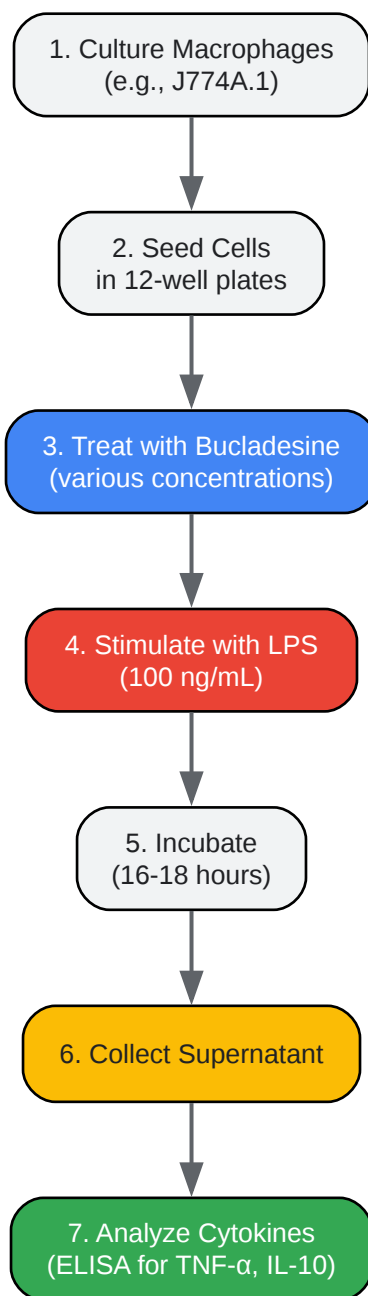 1. Culture Macrophages
(e.g., J774A.1)
2. Seed Cells
in 12-well plates
3. Treat with Bucladesine
(various concentrations)
4. Stimulate with LPS
(100 ng/mL)
5. Incubate
(16-18 hours)
6. Collect Supernatant
7. Analyze Cytokines
(ELISA for TNF-α, IL-10)